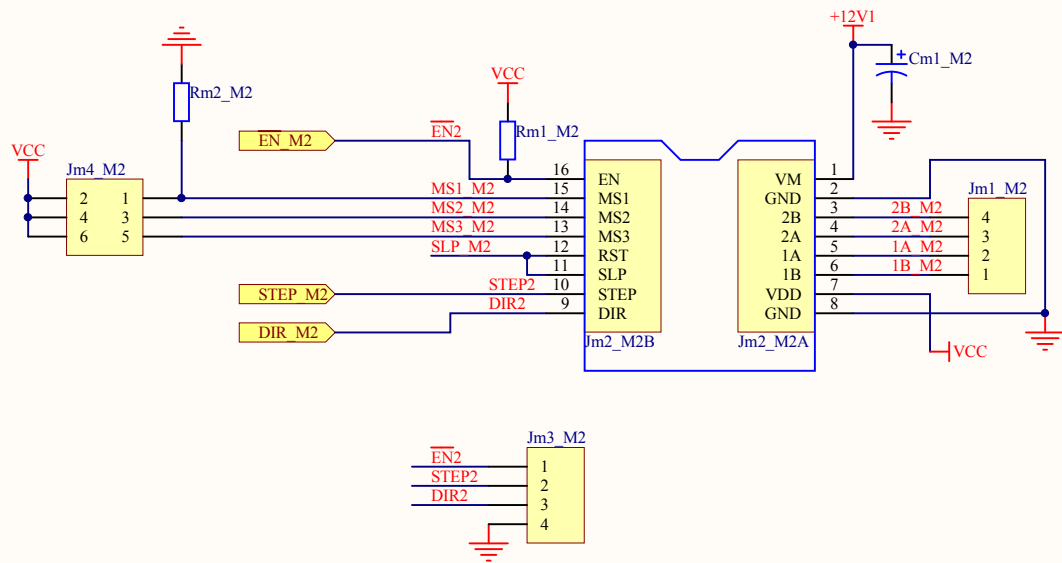 +12V1
Cm1_M2
VCC
Rm2_M2
EN2
Rm1_M2
EN_M2
VCC
Jm4_M2
2 1
4 3
6 5
MS1_M2
MS2_M2
MS3_M2
SLP_M2
STEP_M2
STEP2
DIR_M2
DIR2
16 EN
15 MS1
14 MS2
13 MS3
12 RST
11 SLP
10 STEP
9 DIR
Jm2_M2B
VM 1
GND 2
2B 3
2A 4
1A 5
1B 6
VDD 7
GND 8
Jm2_M2A
Jm1_M2
2B_M2 4
2A_M2 3
1A_M2 2
1B_M2 1
VCC
Jm3_M2
EN2 1
STEP2 2
DIR2 3
4